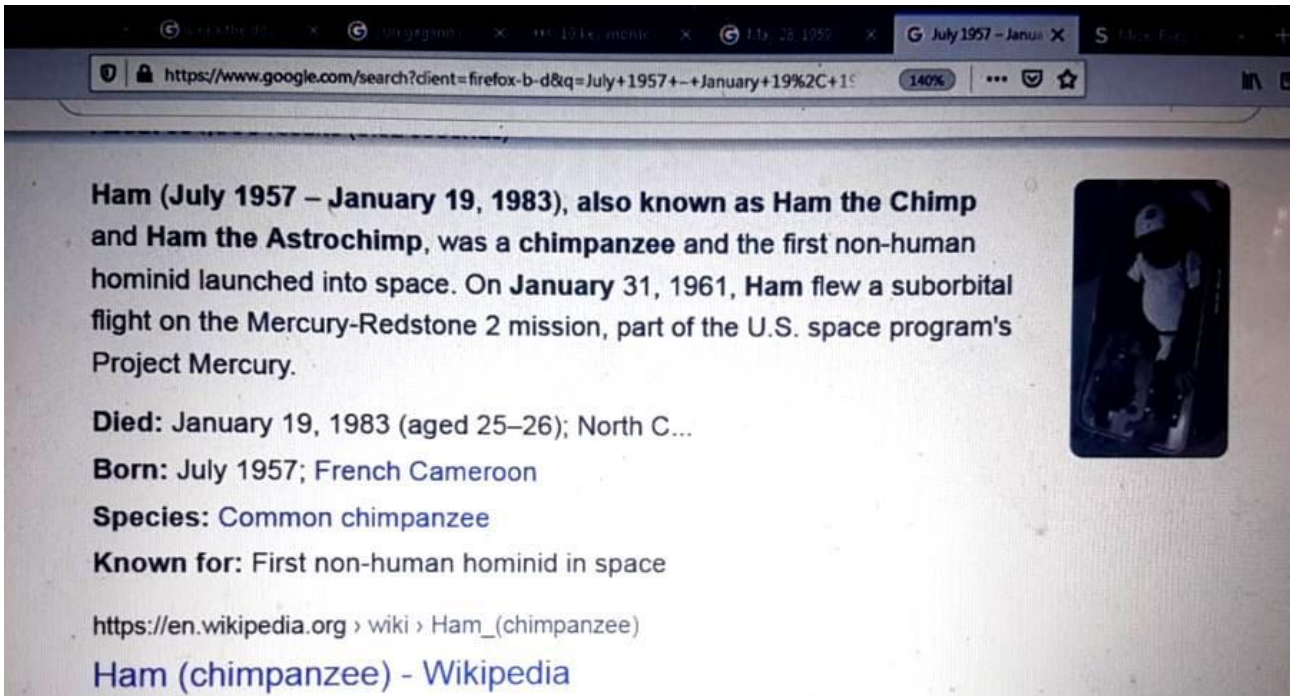 May 28, 1959
July 1957 – Janua
S
https://www.google.com/search?client=firefox-b-d&q=July+1957+–+January+19%2C+19
140%
Ham (July 1957 – January 19, 1983), also known as Ham the Chimp
and Ham the Astrochimp, was a chimpanzee and the first non-human
hominid launched into space. On January 31, 1961, Ham flew a suborbital
flight on the Mercury-Redstone 2 mission, part of the U.S. space program's
Project Mercury.
Died: January 19, 1983 (aged 25–26); North C...
Born: July 1957; French Cameroon
Species: Common chimpanzee
Known for: First non-human hominid in space
https://en.wikipedia.org › wiki › Ham_(chimpanzee)
Ham (chimpanzee) - Wikipedia